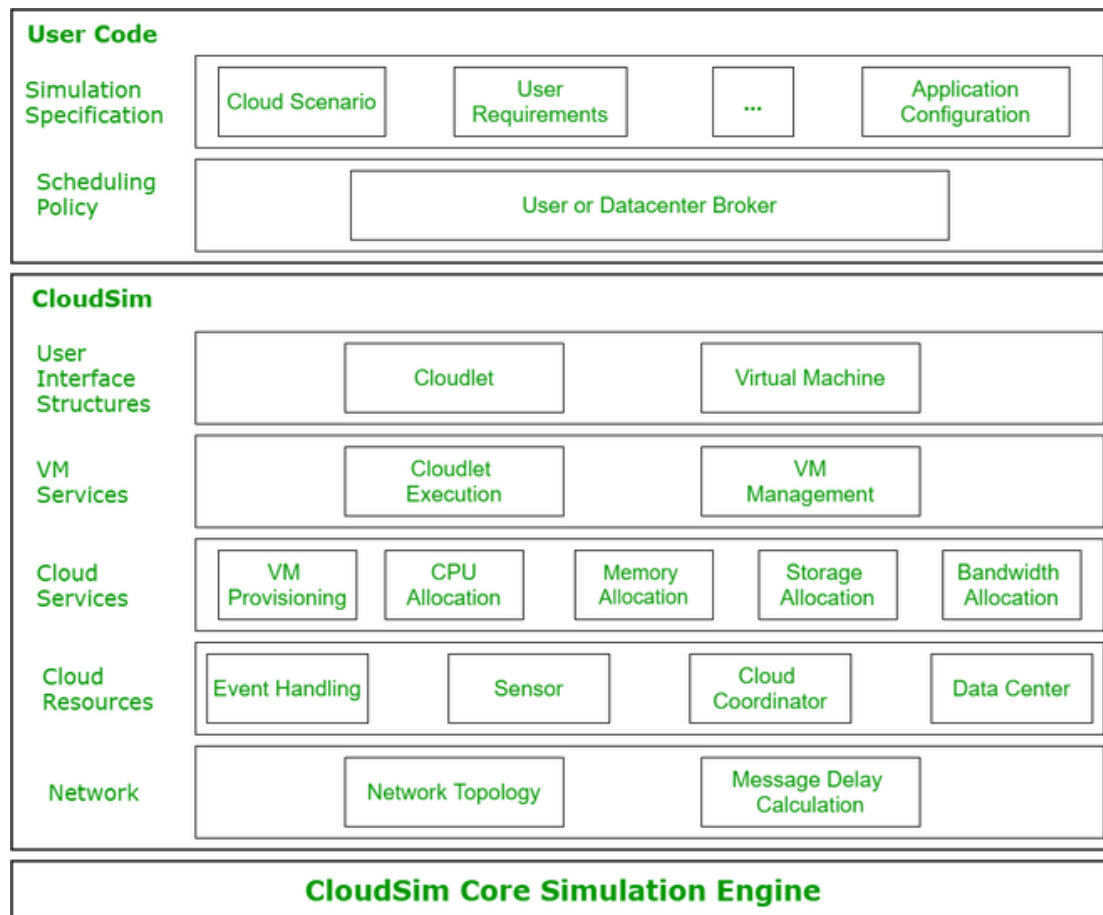 User Code
Simulation
Specification
Cloud Scenario
User
Requirements
...
Application
Configuration
Scheduling
Policy
User or Datacenter Broker
CloudSim
User
Interface
Structures
Cloudlet
Virtual Machine
VM
Services
Cloudlet
Execution
VM
Management
Cloud
Services
VM
Provisioning
CPU
Allocation
Memory
Allocation
Storage
Allocation
Bandwidth
Allocation
Cloud
Resources
Event Handling
Sensor
Cloud
Coordinator
Data Center
Network
Network Topology
Message Delay
Calculation
CloudSim Core Simulation Engine